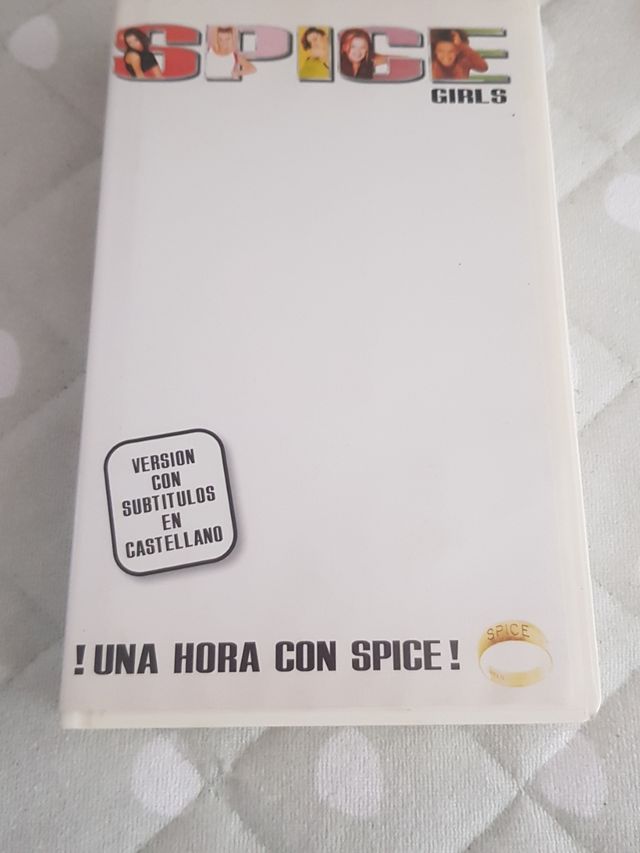 SPICE
GIRLS
VERSION
CON
SUBTITULOS
EN
CASTELLANO
! UNA HORA CON SPICE !
SPICE